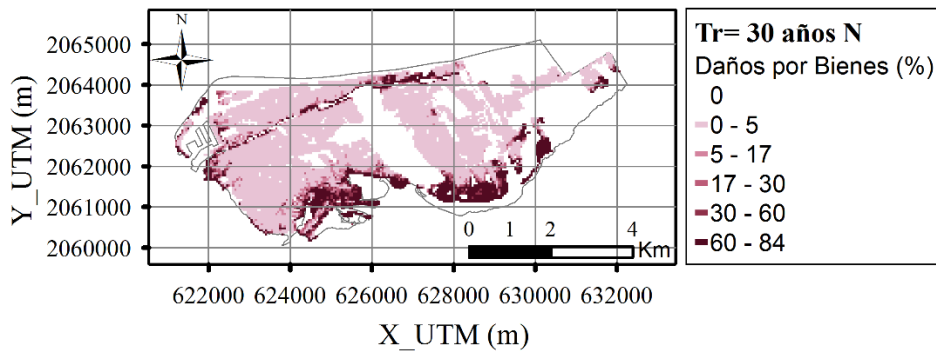 N
Y_UTM (m)
2065000
2064000
2063000
2062000
2061000
2060000
0 1 2 4
Km
622000 624000 626000 628000 630000 632000
X_UTM (m)
Tr= 30 años N
Daños por Bienes (%)
0
0 - 5
5 - 17
17 - 30
30 - 60
60 - 84